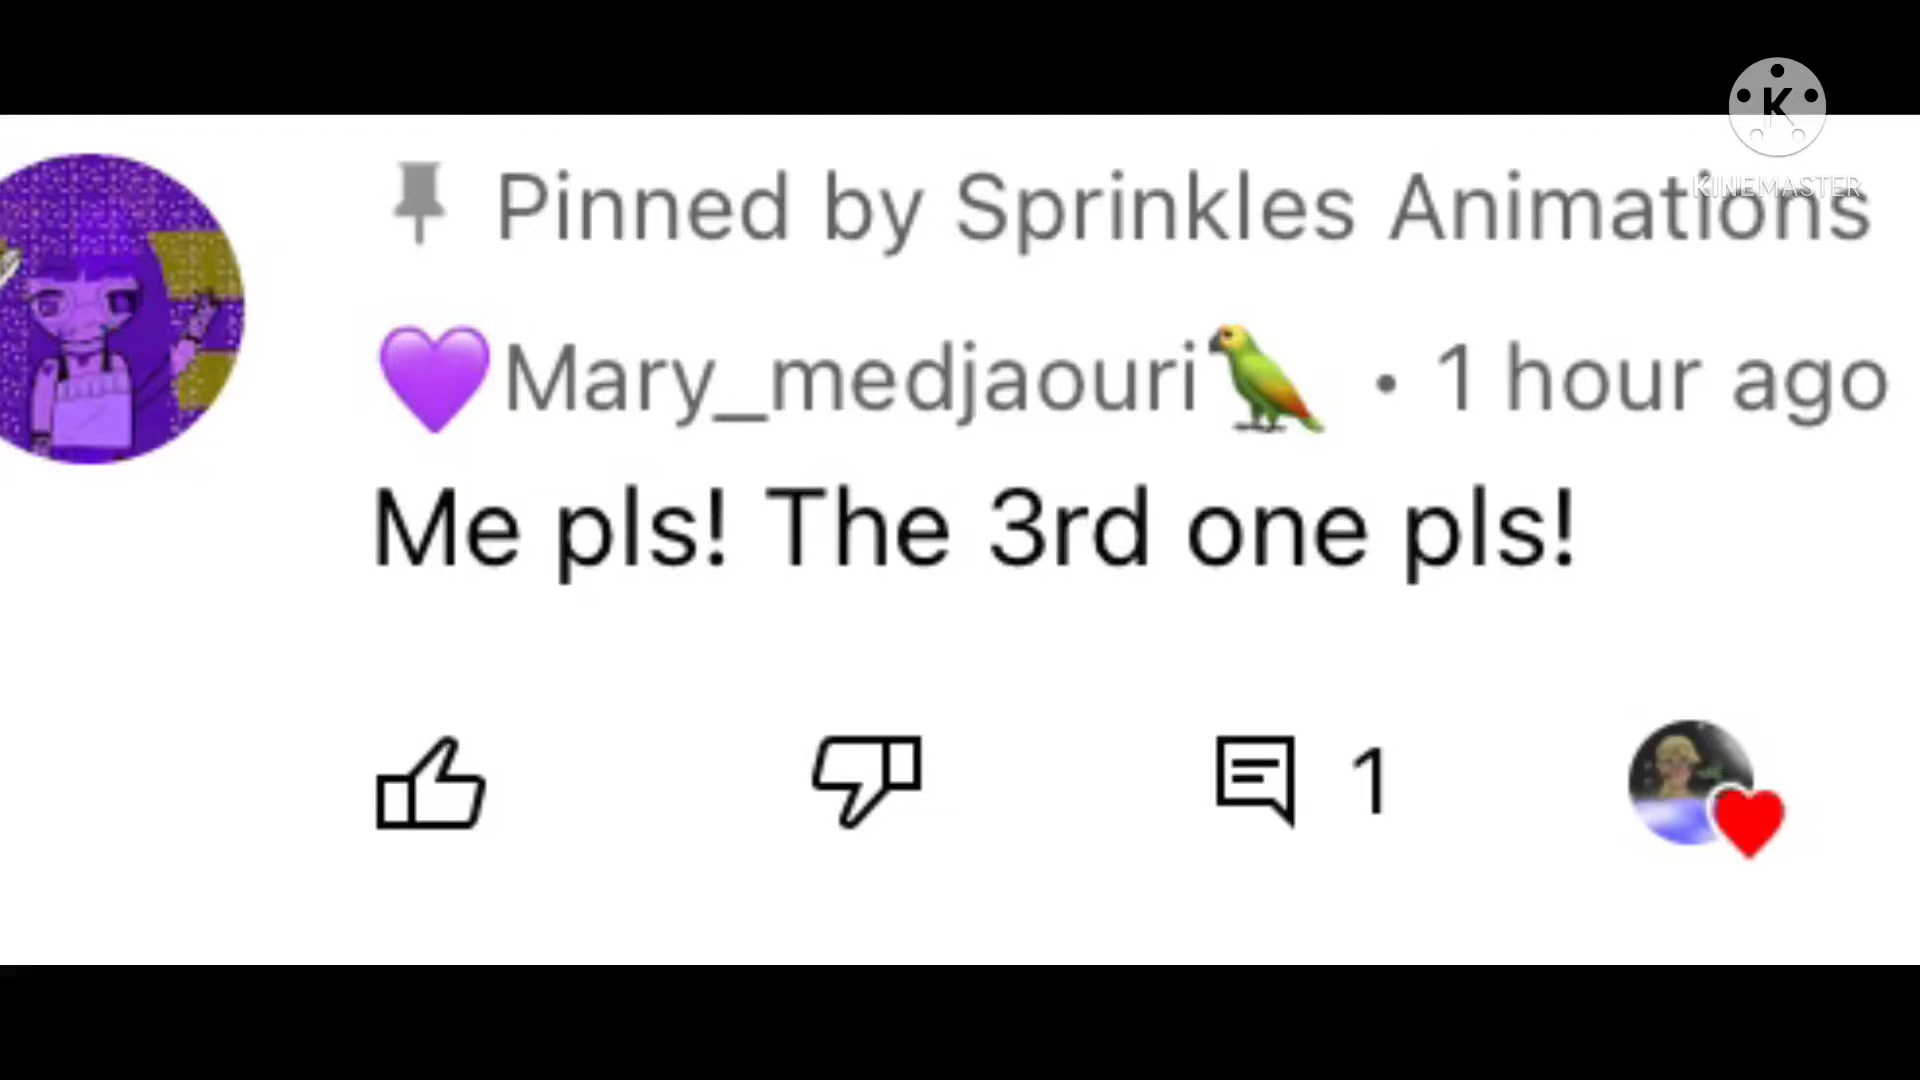 K
KINEMASTER
Pinned by Sprinkles Animations
💜Mary_medjaouri🦜 • 1 hour ago
Me pls! The 3rd one pls!
1